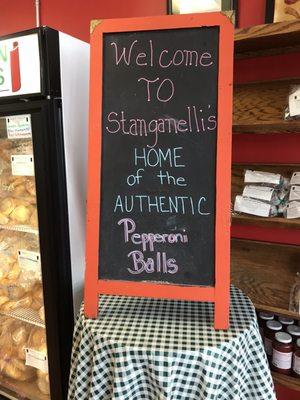 Welcome
TO
Stanganelli's
HOME
of the
AUTHENTIC
Pepperoni
Balls